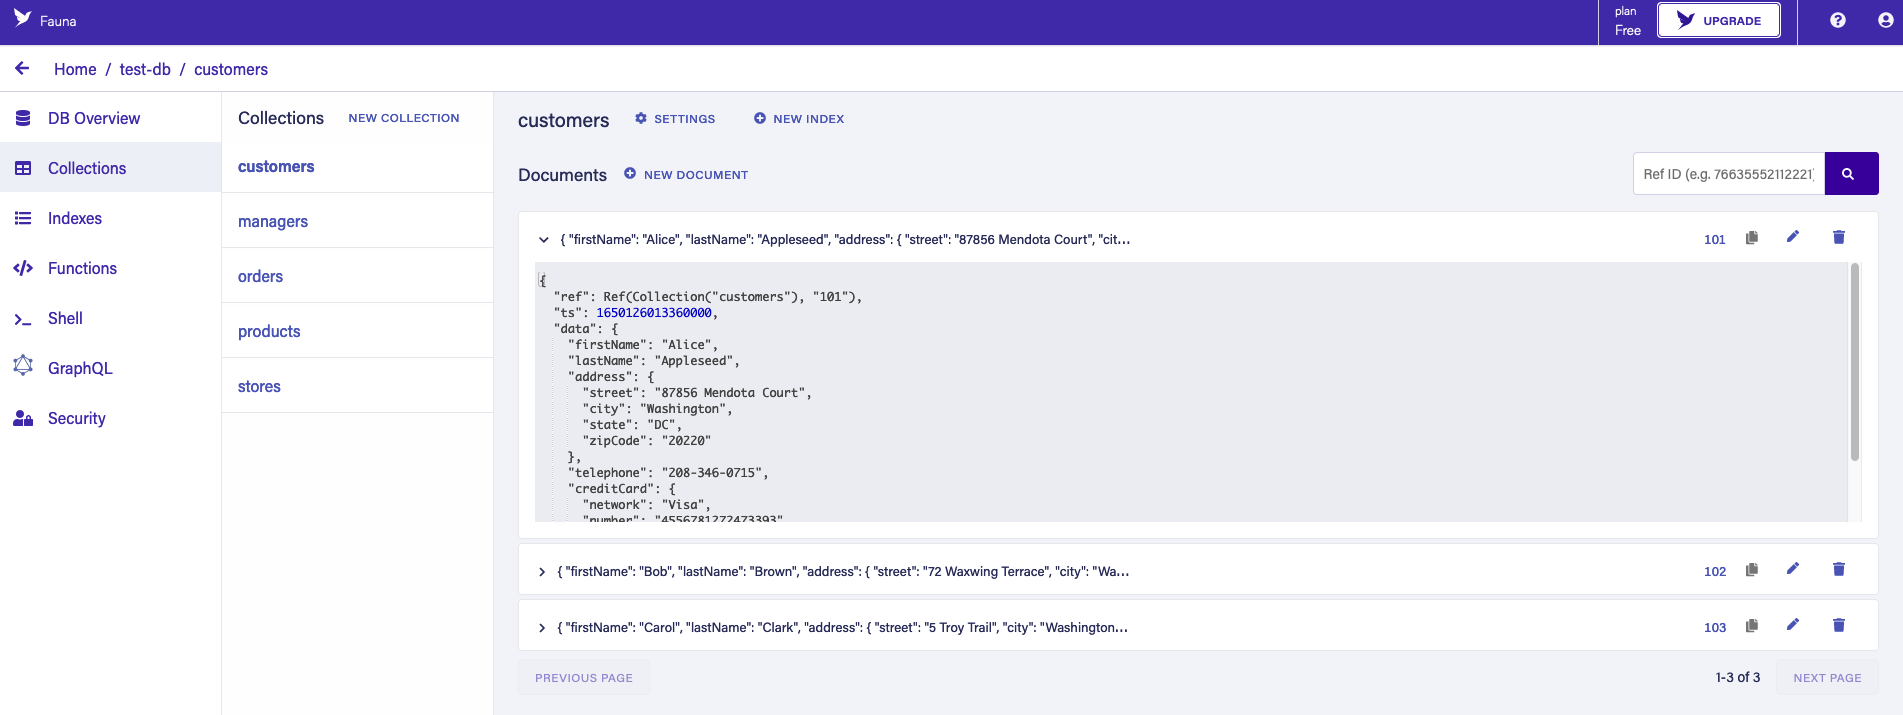 Fauna
plan
Free
UPGRADE
Home / test-db / customers
DB Overview
Collections
Indexes
Functions
Shell
GraphQL
Security
Collections NEW COLLECTION
customers
managers
orders
products
stores
customers SETTINGS NEW INDEX
Documents NEW DOCUMENT
Ref ID (e.g. 76635552112221)
{ "firstName": "Alice", "lastName": "Appleseed", "address": { "street": "87856 Mendota Court", "cit... 101
{
"ref": Ref(Collection("customers"), "101"),
"ts": 1650126013360000,
"data": {
"firstName": "Alice",
"lastName": "Appleseed",
"address": {
"street": "87856 Mendota Court",
"city": "Washington",
"state": "DC",
"zipCode": "20220"
},
"telephone": "208-346-0715",
"creditCard": {
"network": "Visa",
"number": "4556781272473393"
{ "firstName": "Bob", "lastName": "Brown", "address": { "street": "72 Waxwing Terrace", "city": "Wa... 102
{ "firstName": "Carol", "lastName": "Clark", "address": { "street": "5 Troy Trail", "city": "Washington... 103
PREVIOUS PAGE 1-3 of 3 NEXT PAGE